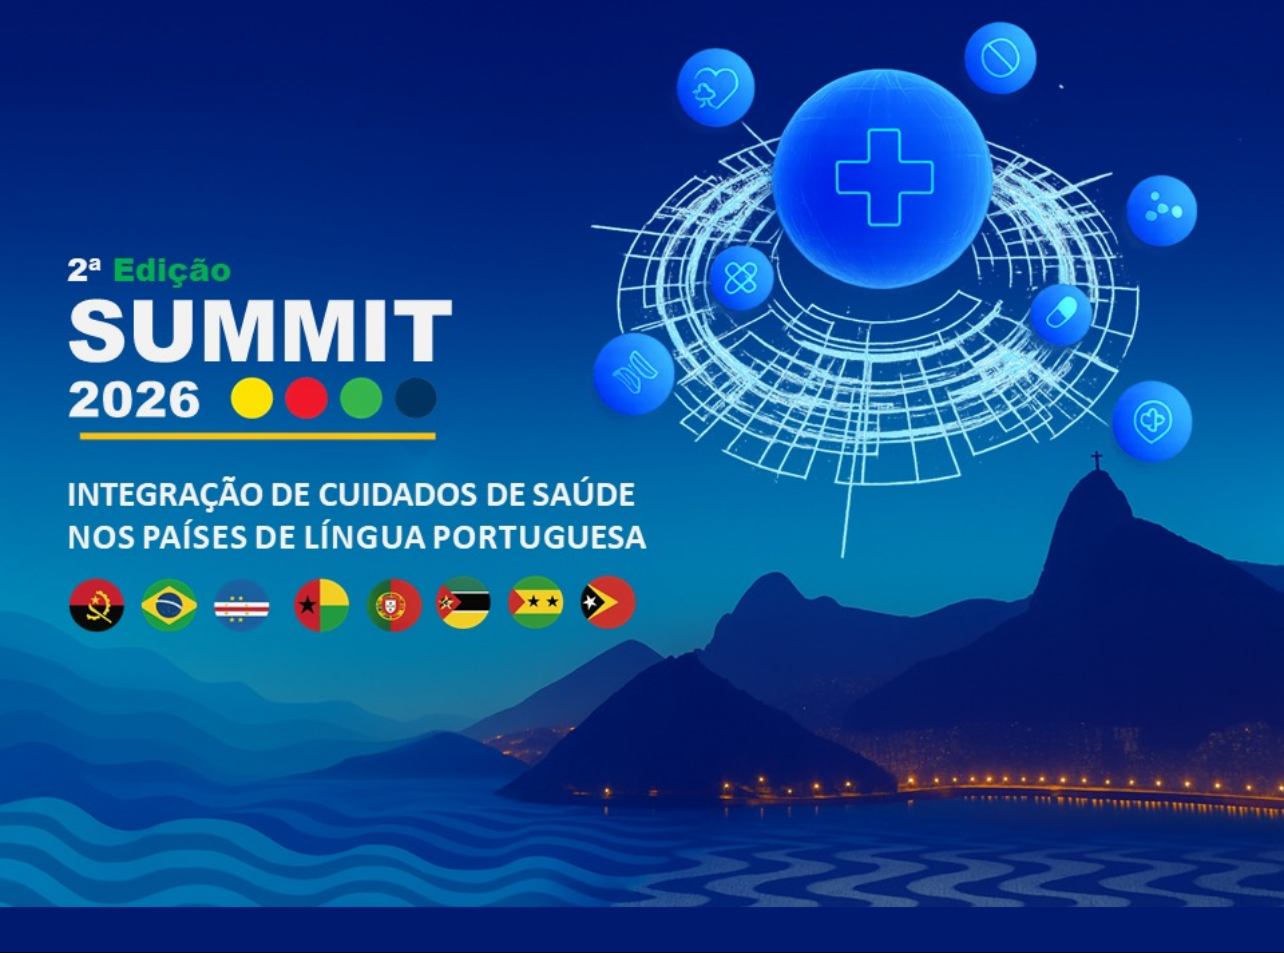 2ª Edição
SUMMIT
2026
INTEGRAÇÃO DE CUIDADOS DE SAÚDE
NOS PAÍSES DE LÍNGUA PORTUGUESA